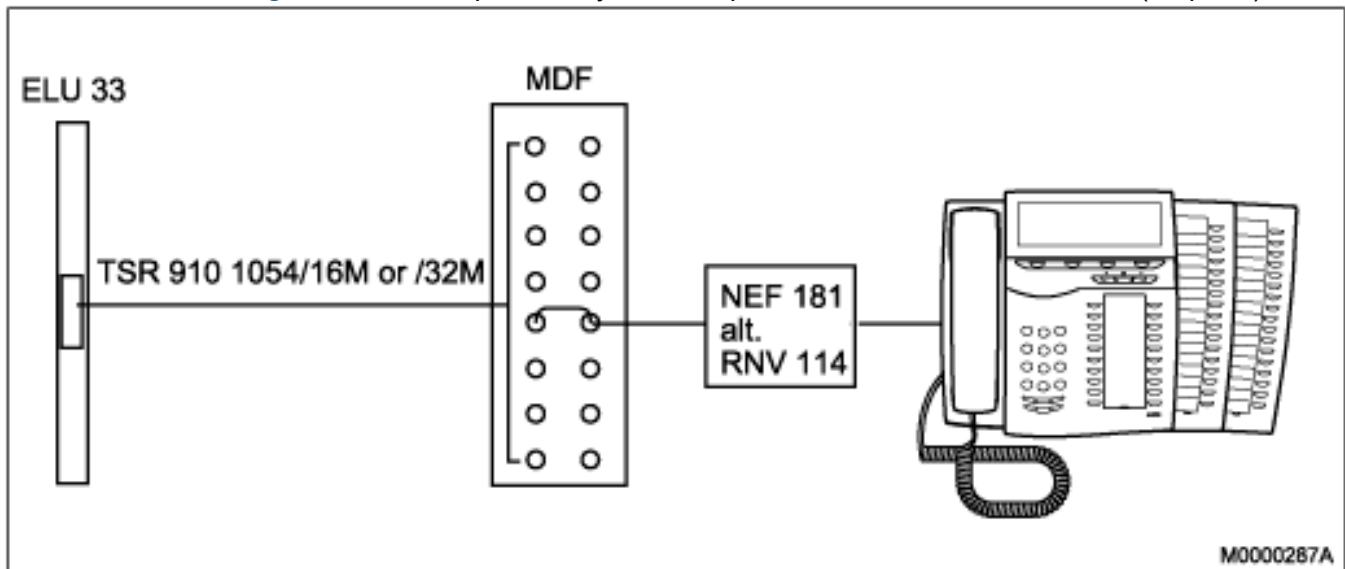 ELU 33
MDF
TSR 910 1054/16M or /32M
NEF 181
alt.
RNV 114
M0000287A